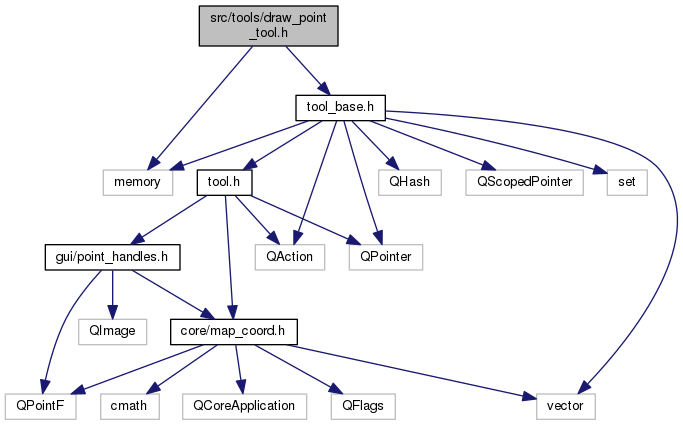 src/tools/draw_point
_tool.h
tool_base.h
memory
tool.h
QHash
QScopedPointer
set
gui/point_handles.h
QAction
QPointer
QImage
core/map_coord.h
QPointF
cmath
QCoreApplication
QFlags
vector